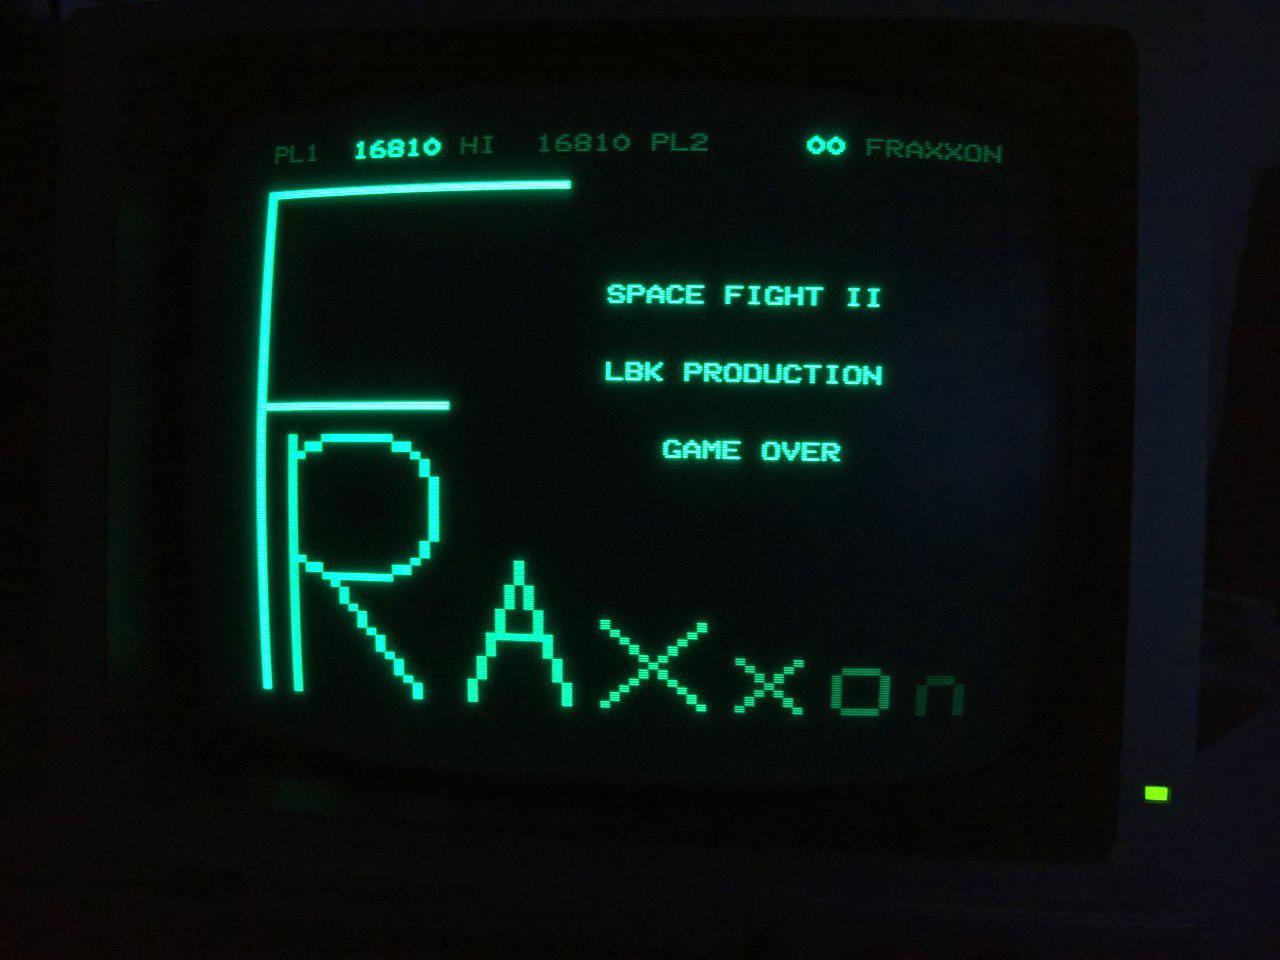 PL1 16810 HI 16810 PL2 00 FRAXXON
SPACE FIGHT II
LBK PRODUCTION
GAME OVER
FRAXxon